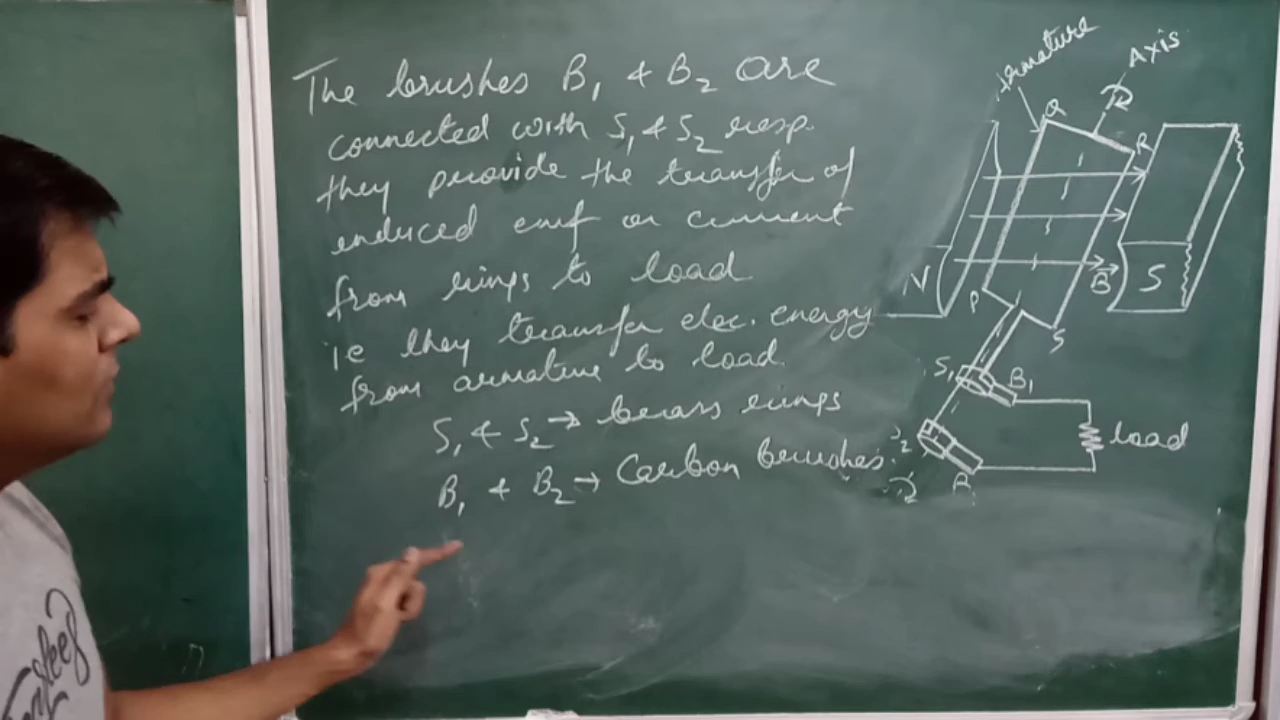 The brushes B1 & B2 are
connected with S1 & S2 resp.
they provide the transfer of
enduced emf or current
from rings to load
ie they transfer elec. energy
from armature to load.
S1 & S2 → brass rings
B1 & B2 → Carbon brushes.
Armature
Axis
Q
R
N
P
B
S
S
S1
B1
S2
load